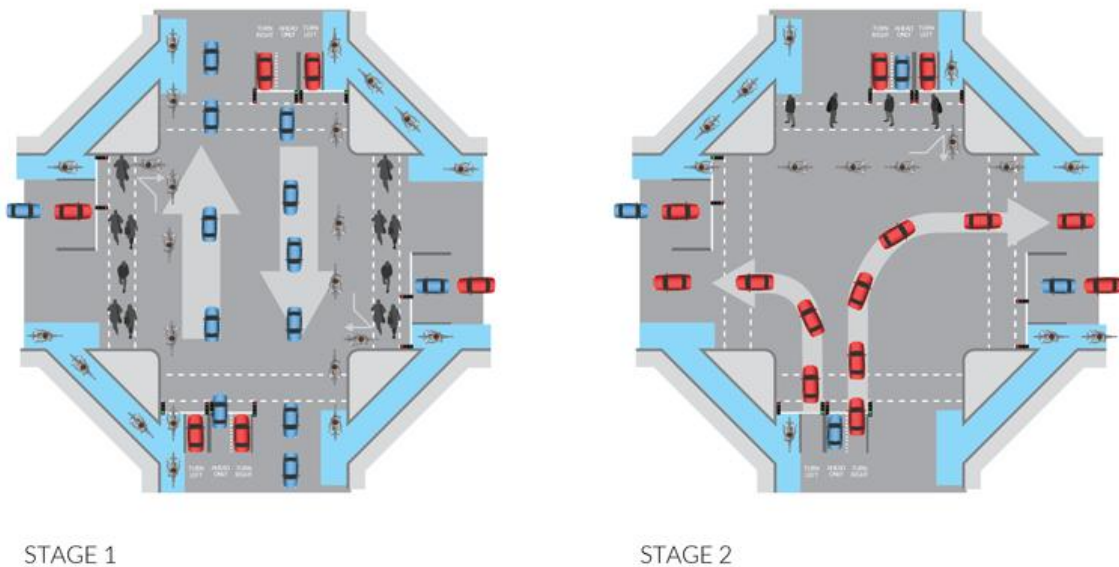 TURN
RIGHT
AHEAD
ONLY
TURN
LEFT
TURN
LEFT
AHEAD
ONLY
TURN
RIGHT
STAGE 1
TURN
RIGHT
AHEAD
ONLY
TURN
LEFT
TURN
LEFT
AHEAD
ONLY
TURN
RIGHT
STAGE 2